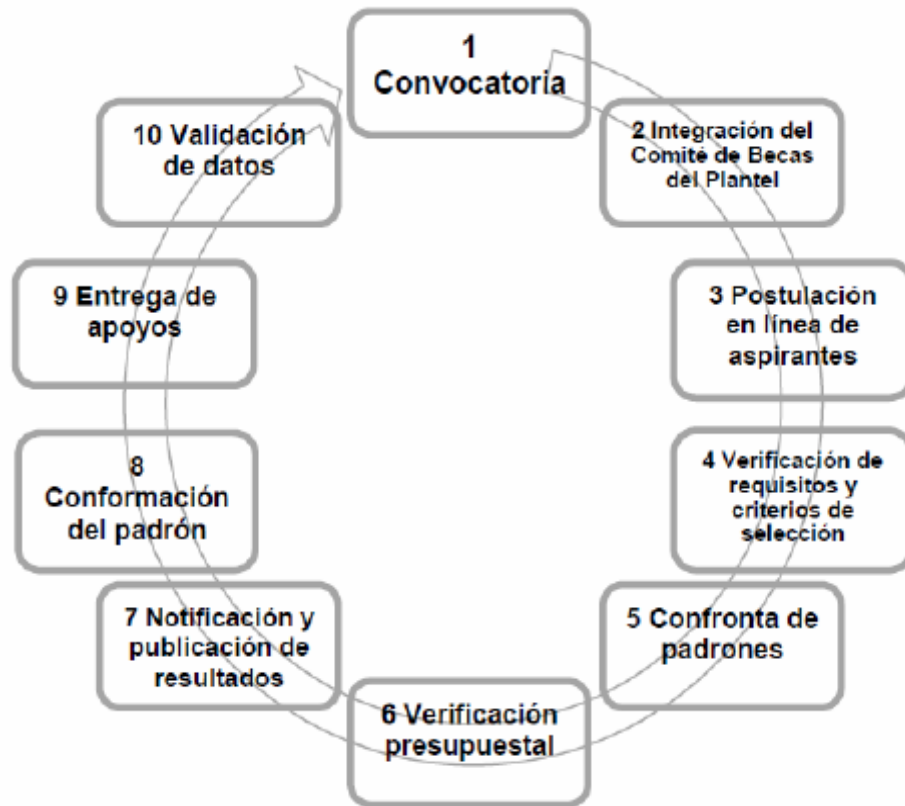 1
Convocatoria
2 Integración del
Comité de Becas
del Plantel
3 Postulación
en línea de
aspirantes
4 Verificación de
requisitos y
criterios de
selección
5 Confronta de
padrones
6 Verificación
presupuestal
7 Notificación y
publicación de
resultados
8
Conformación
del padrón
9 Entrega de
apoyos
10 Validación
de datos